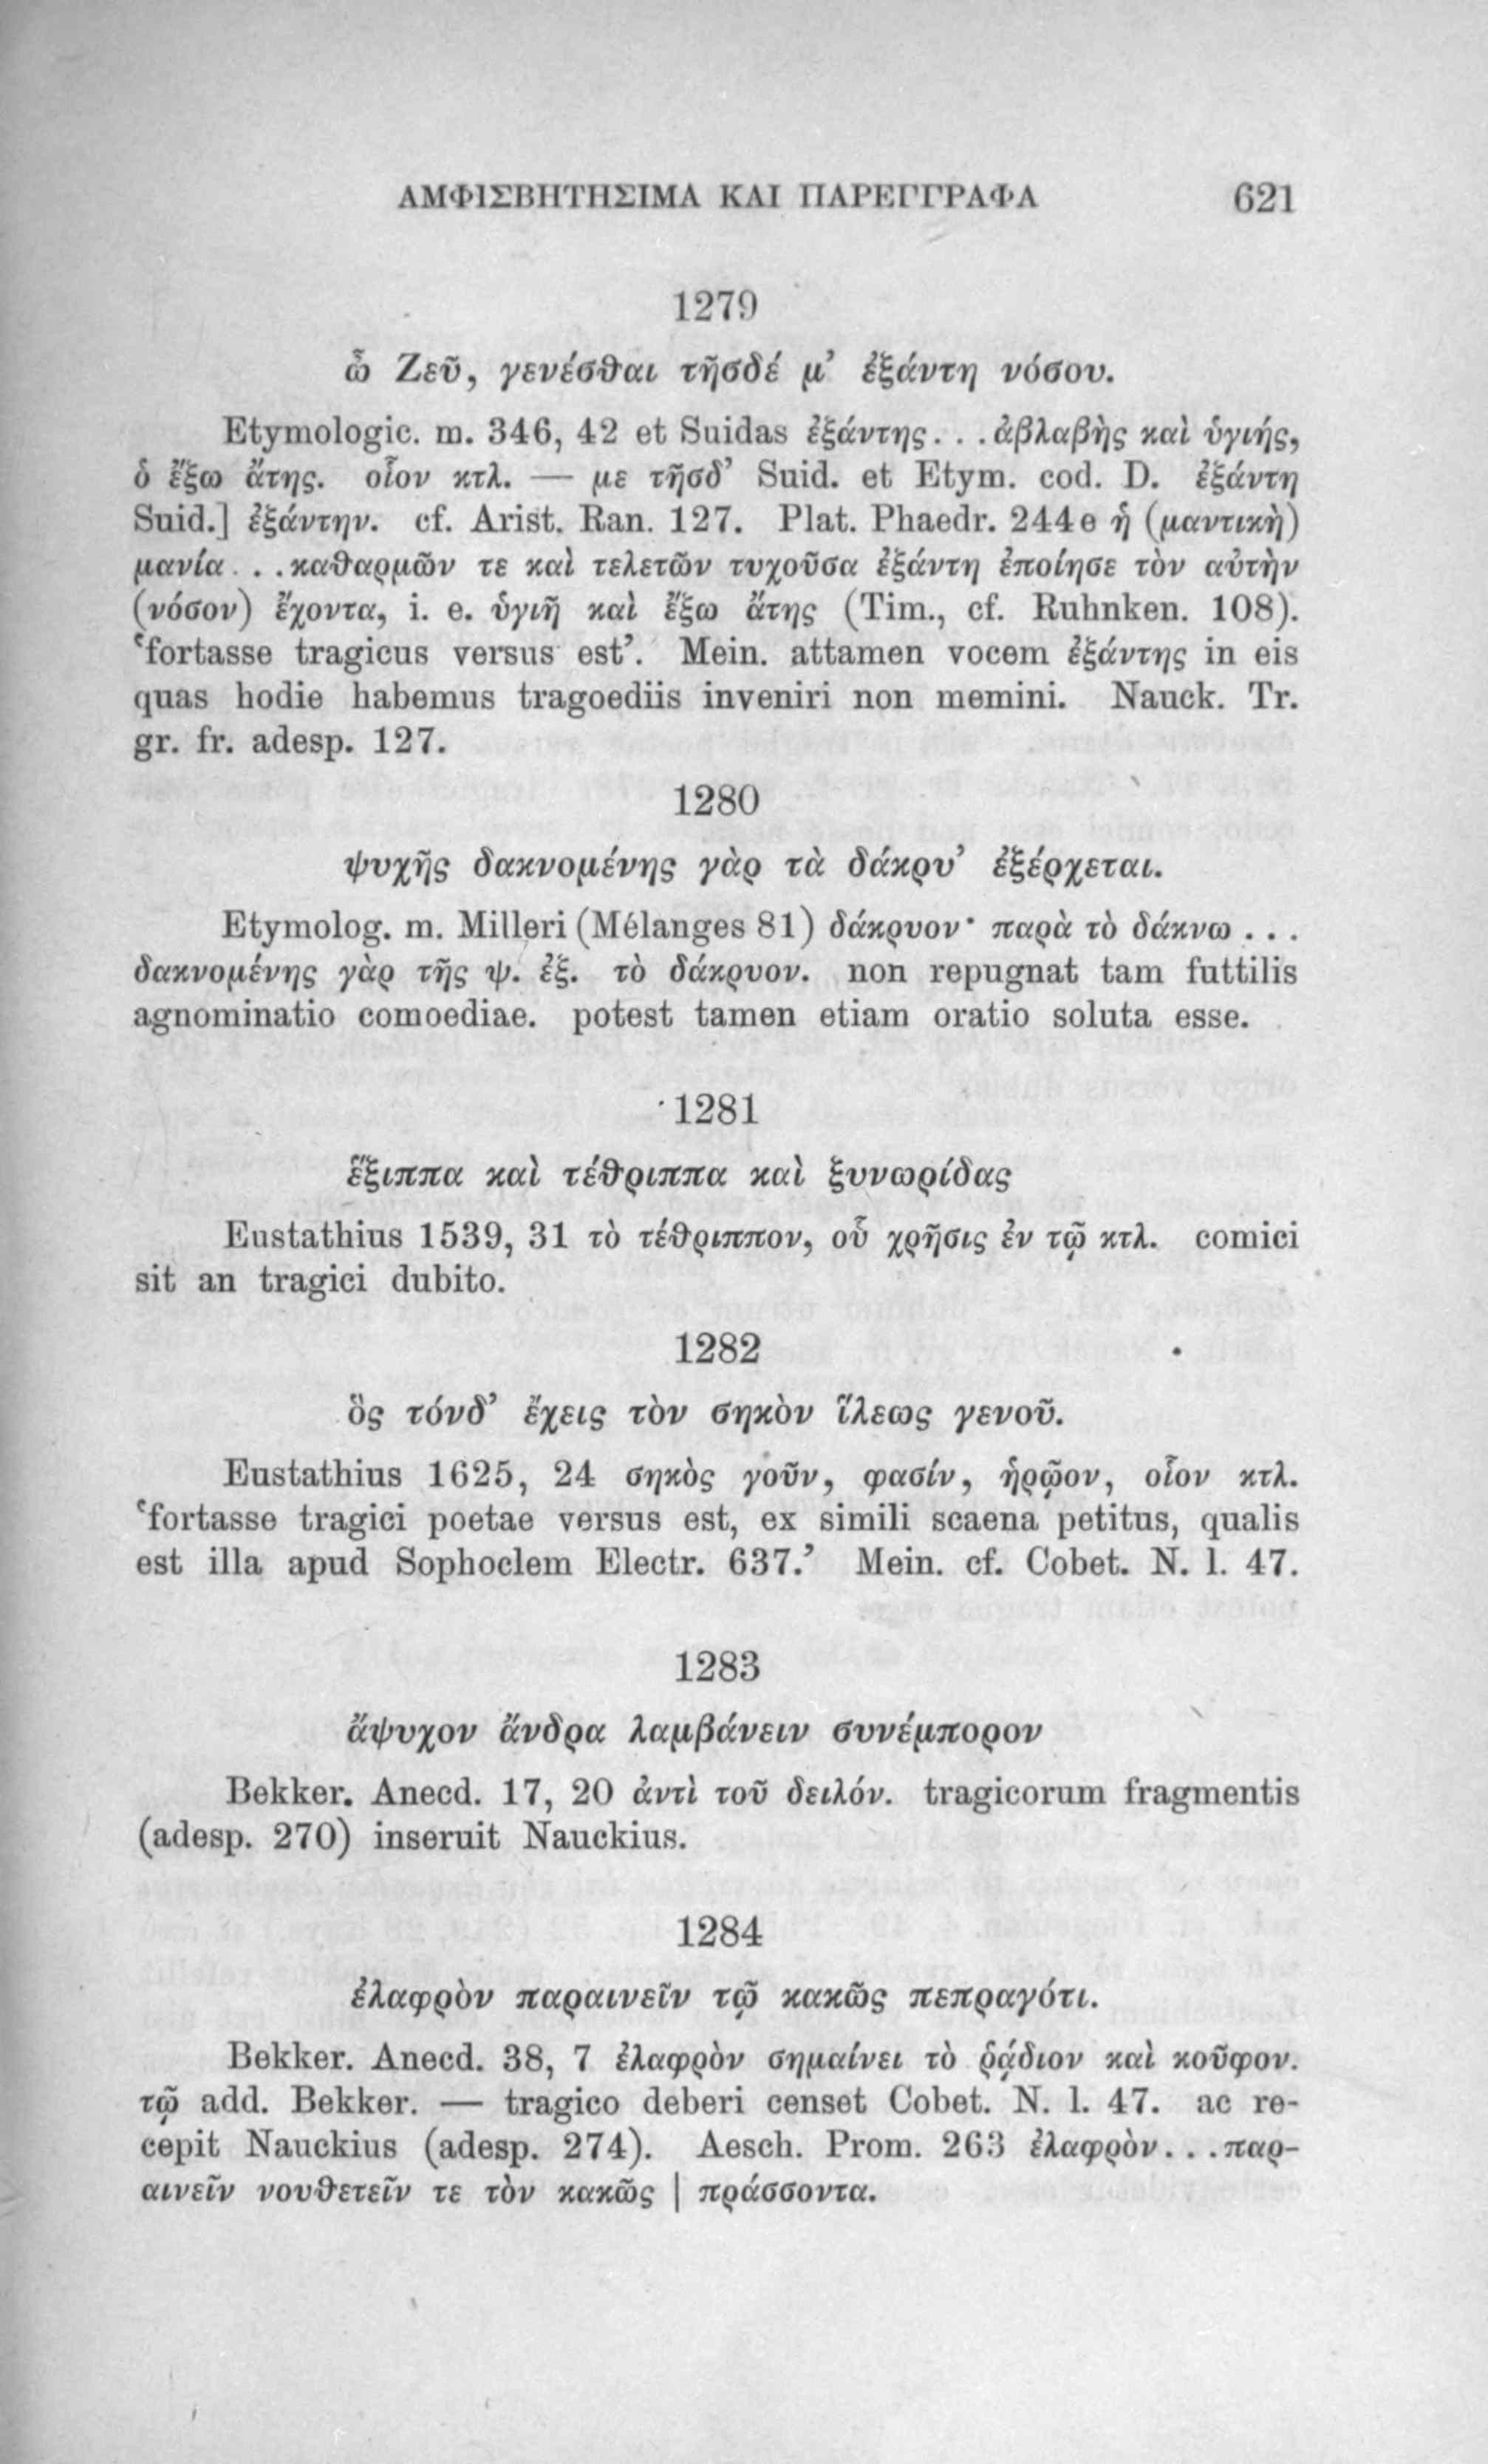 ΑΜΦΙΣΒΗΤΗΣΙΜΑ ΚΑΙ ΠΑΡΕΓΓΡΑΦΑ 621
1279
ὦ Ζεῦ, γενέσθαι τῆσδέ μ’ ἐξάντη νόσου.
Etymologic. m. 346, 42 et Suidas ἐξάντης. . . ἀβλαβὴς καὶ ὑγιής,
ὁ ἔξω ἄτης. οἷον κτλ. — με τῆσδ’ Suid. et Etym. cod. D. ἐξάντη
Suid.] ἐξάντην. cf. Arist. Ran. 127. Plat. Phaedr. 244e ἡ (μαντικὴ)
μανία. . . καθαρμῶν τε καὶ τελετῶν τυχοῦσα ἐξάντη ἐποίησε τὸν αὑτὴν
(νόσον) ἔχοντα, i. e. ὑγιῆ καὶ ἔξω ἄτης (Tim., cf. Ruhnken. 108).
‘fortasse tragicus versus est’. Mein. attamen vocem ἐξάντης in eis
quas hodie habemus tragoediis inveniri non memini. Nauck. Tr.
gr. fr. adesp. 127.
1280
ψυχῆς δακνομένης γὰρ τὰ δάκρυ’ ἐξέρχεται.
Etymolog. m. Milleri (Mélanges 81) δάκρυον· παρὰ τὸ δάκνω . . .
δακνομένης γὰρ τῆς ψ. ἐξ. τὸ δάκρυον. non repugnat tam futtilis
agnominatio comoediae. potest tamen etiam oratio soluta esse.
1281
ἕξιππα καὶ τέθριππα καὶ ξυνωρίδας
Eustathius 1539, 31 τὸ τέθριππον, οὗ χρῆσις ἐν τῷ κτλ. comici
sit an tragici dubito.
1282
ὃς τόνδ’ ἔχεις τὸν σηκὸν ἵλεως γενοῦ.
Eustathius 1625, 24 σηκὸς γοῦν, φασίν, ἡρῷον, οἷον κτλ.
‘fortasse tragici poetae versus est, ex simili scaena petitus, qualis
est illa apud Sophoclem Electr. 637.’ Mein. cf. Cobet. N. l. 47.
1283
ἄψυχον ἄνδρα λαμβάνειν συνέμπορον
Bekker. Anecd. 17, 20 ἀντὶ τοῦ δειλόν. tragicorum fragmentis
(adesp. 270) inseruit Nauckius.
1284
ἐλαφρὸν παραινεῖν τῷ κακῶς πεπραγότι.
Bekker. Anecd. 38, 7 ἐλαφρὸν σημαίνει τὸ ῥᾴδιον καὶ κοῦφον.
τῷ add. Bekker. — tragico deberi censet Cobet. N. l. 47. ac re-
cepit Nauckius (adesp. 274). Aesch. Prom. 263 ἐλαφρὸν. . . παρ-
αινεῖν νουθετεῖν τε τὸν κακῶς | πράσσοντα.